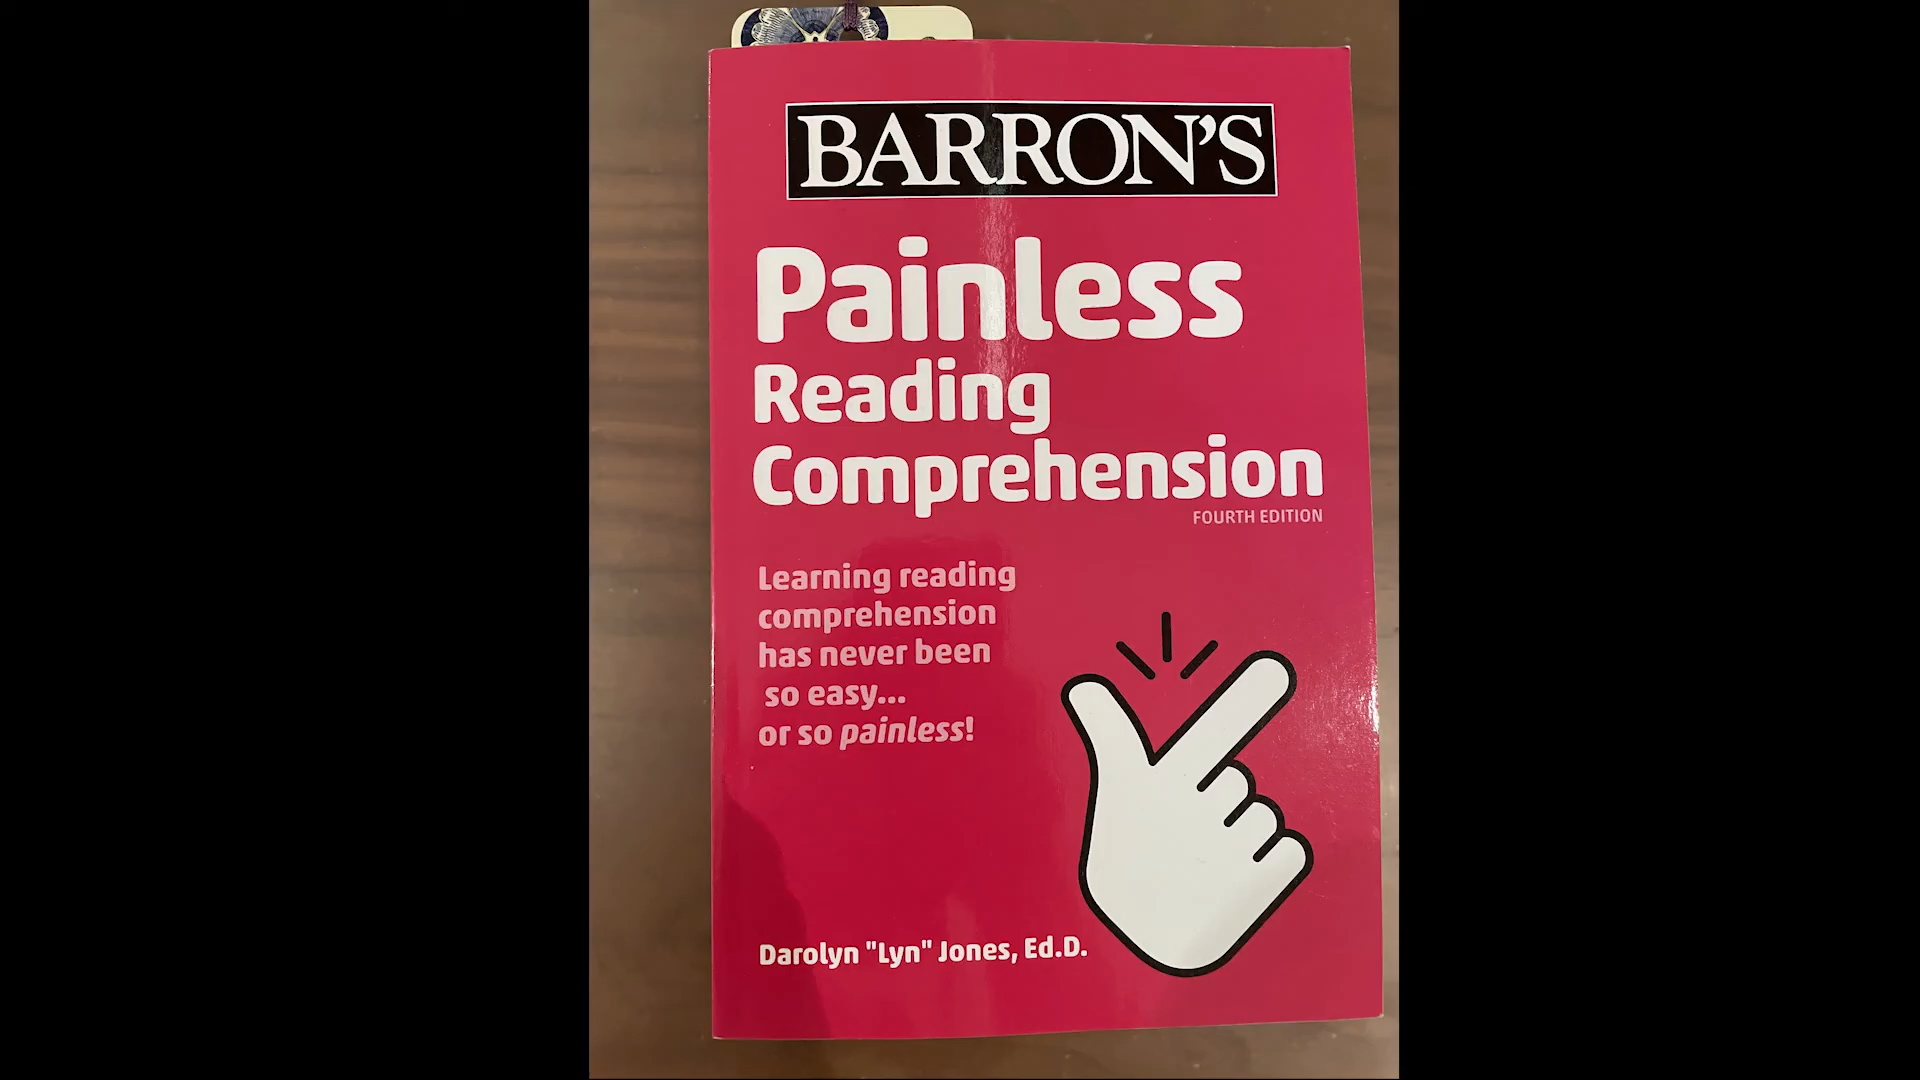 BARRON'S
Painless
Reading
Comprehension
FOURTH EDITION
Learning reading
comprehension
has never been
so easy...
or so painless!
Darolyn "Lyn" Jones, Ed.D.